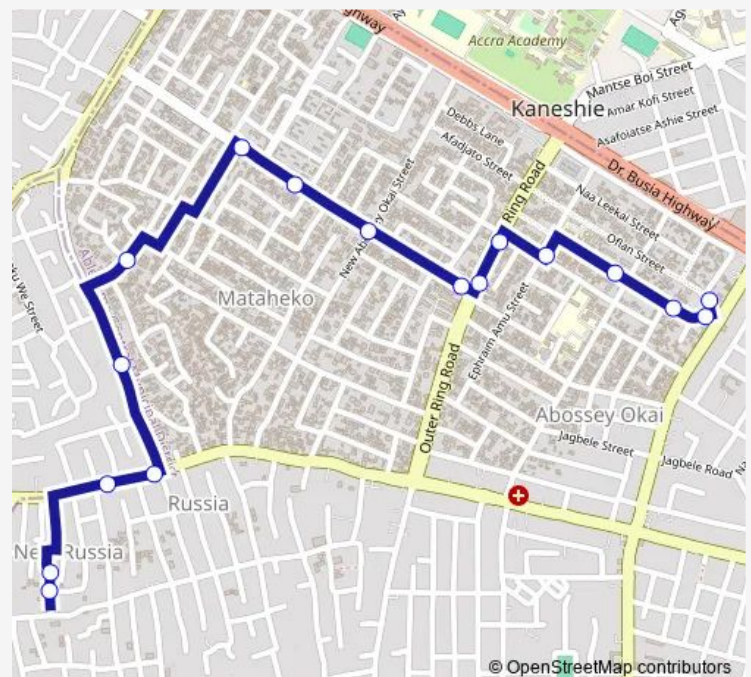 Highway
Accra Academy
Mantse Boi Street
Kaneshie
Amar Kofi Street
Debbs Lane
Asafoiatse Ashie Street
Afadjato Street
Dr. Busia Highway
Ring Road
Naa Leekai Street
New Abossey Okai Street
Oflan Street
Mataheko
Ephraim Amu Street
Outer Ring Road
Abossey Okai
Jagbele Street
Jagbele Road
Russia
New Russia
© OpenStreetMap contributors